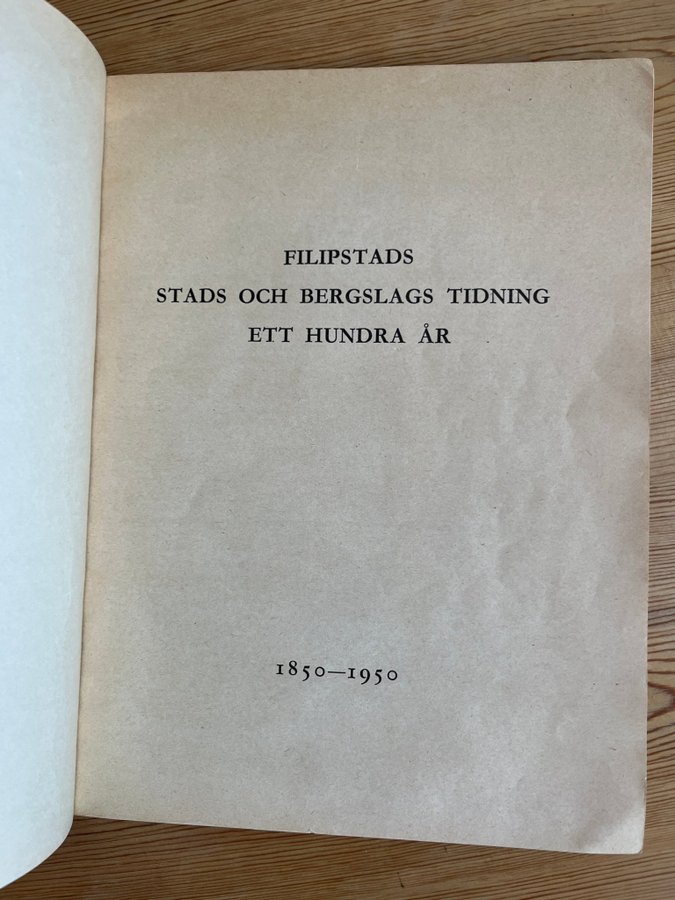 FILIPSTADS
STADS OCH BERGSLAGS TIDNING
ETT HUNDRA ÅR
1850—1950